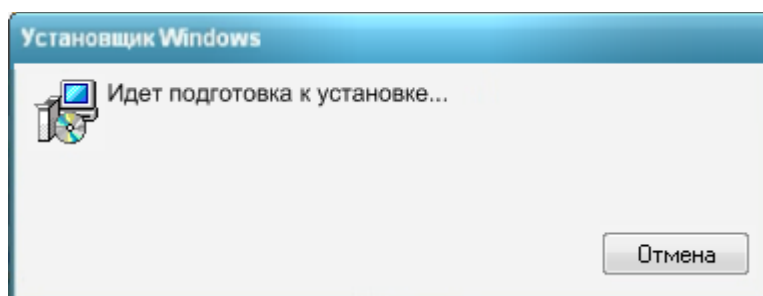 Установщик Windows
Идет подготовка к установке...
Отмена